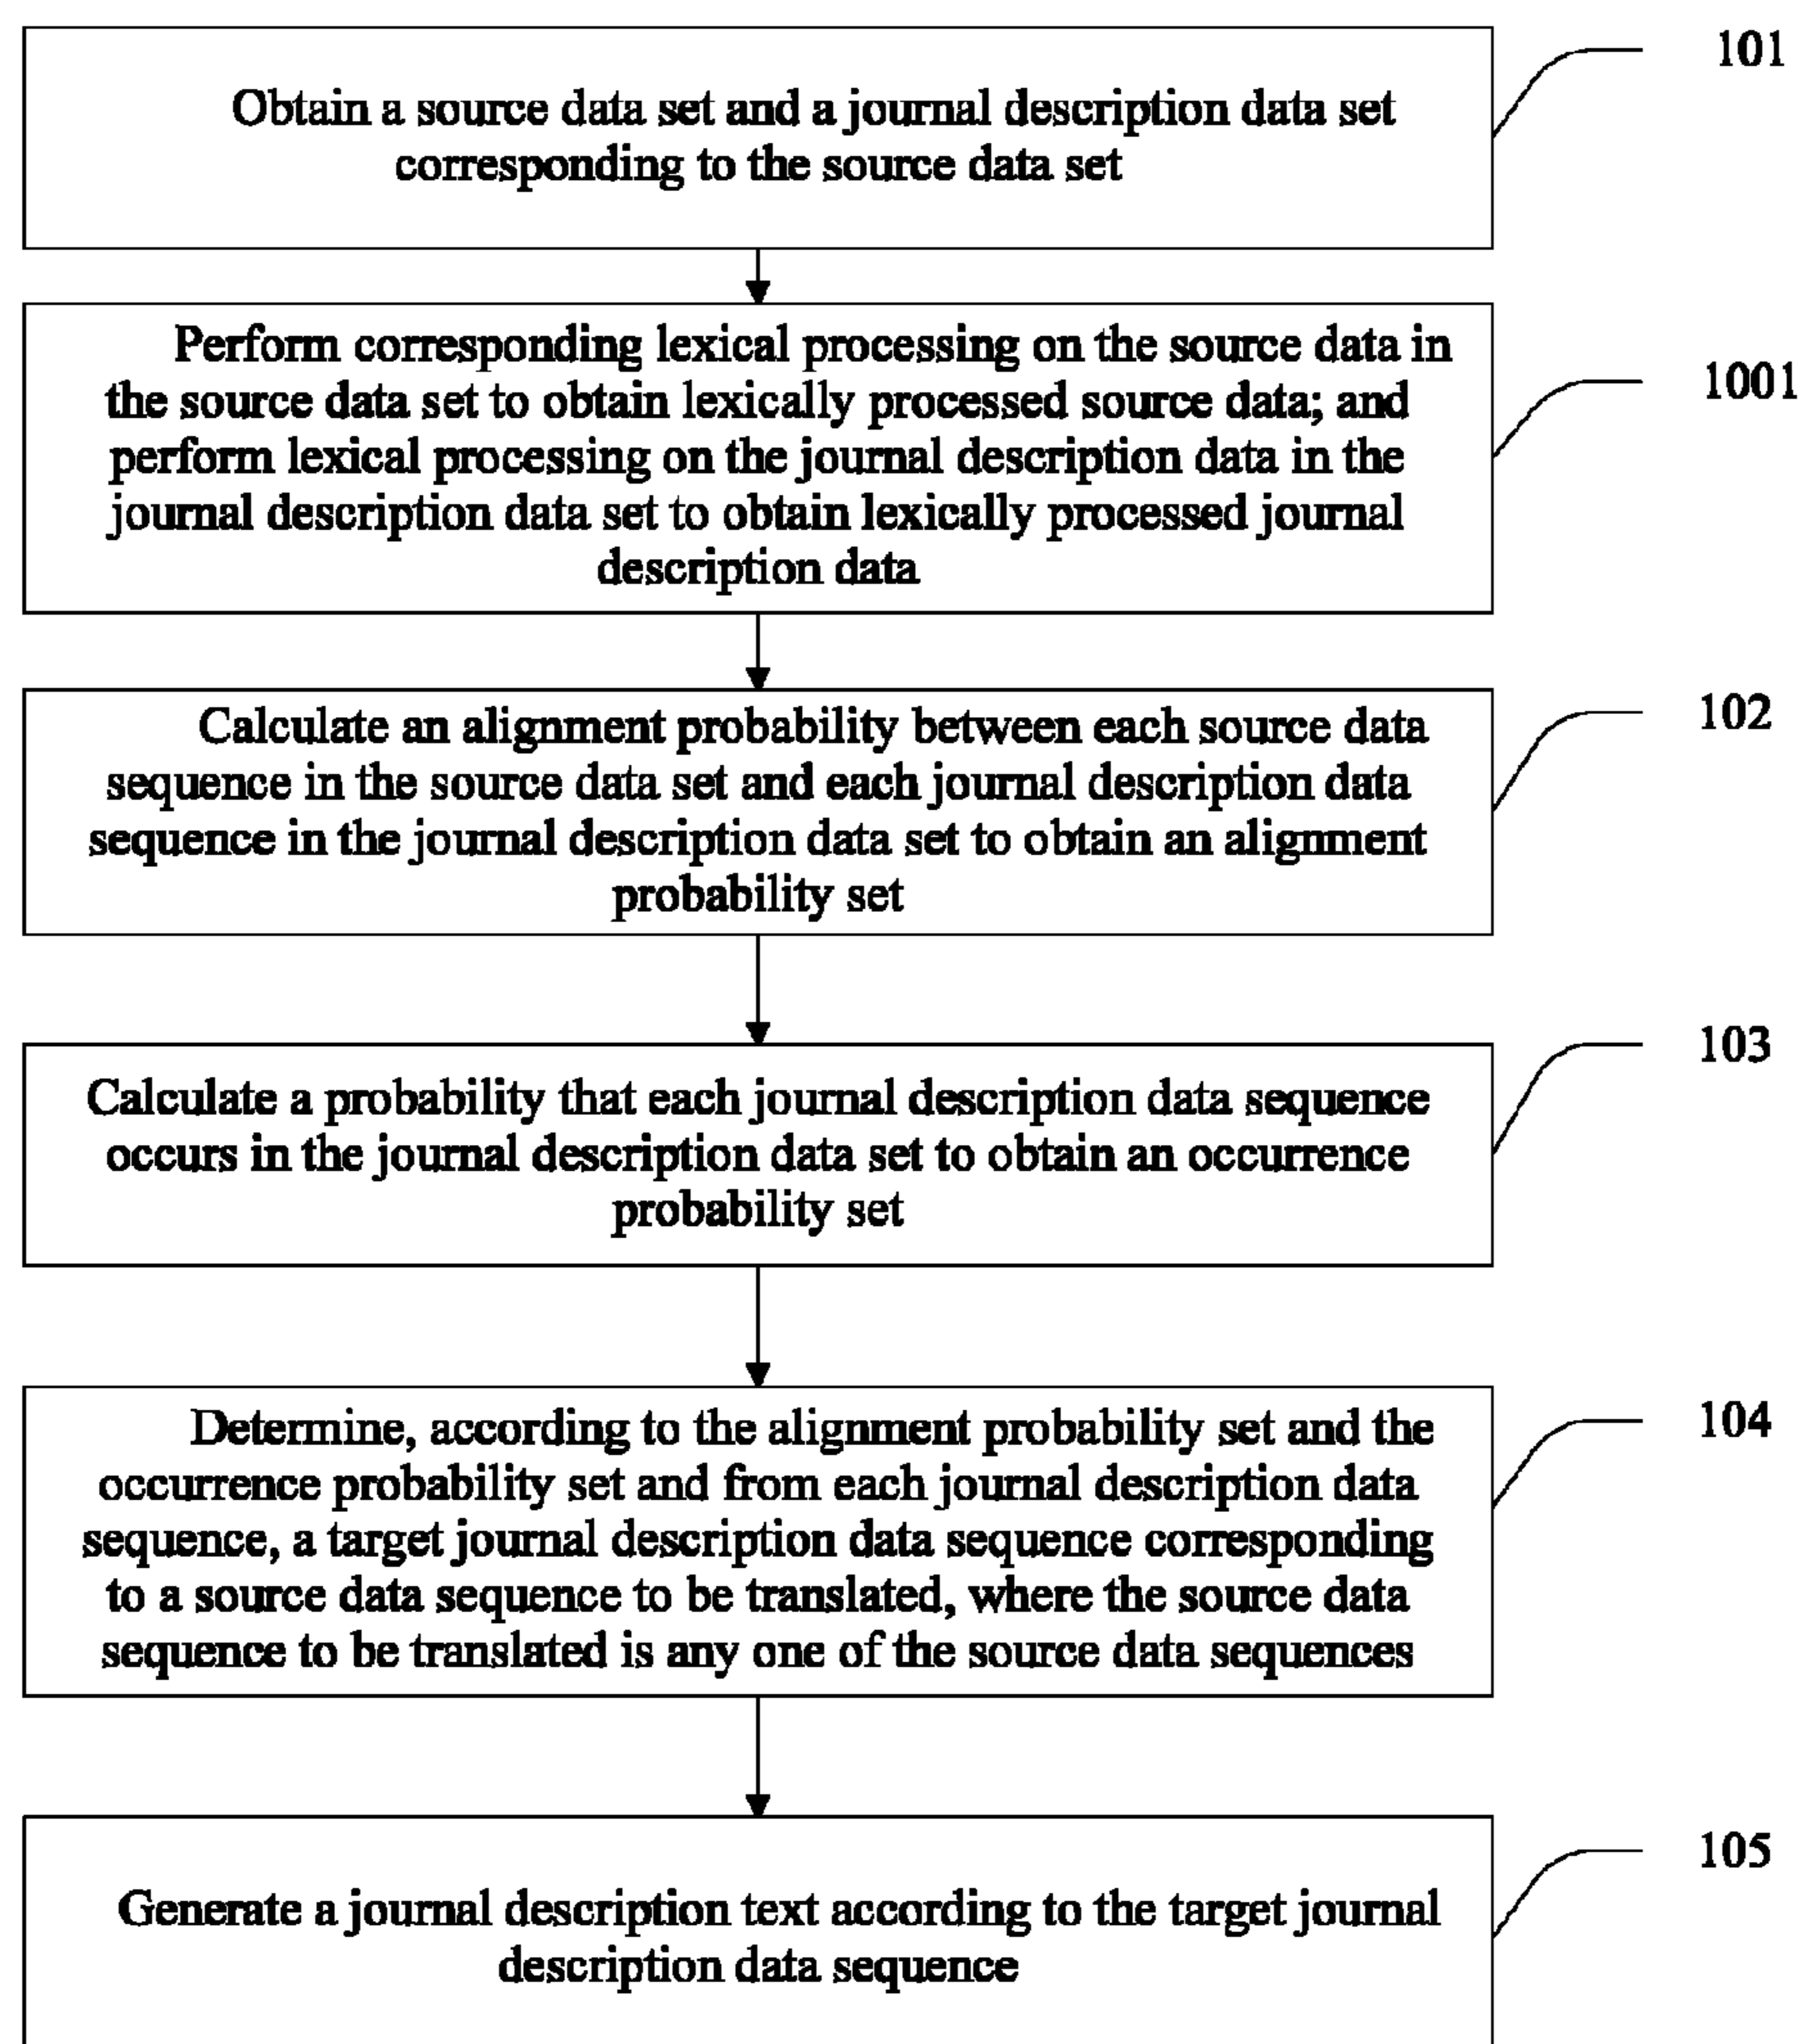 Obtain a source data set and a journal description data set
corresponding to the source data set
101
Perform corresponding lexical processing on the source data in
the source data set to obtain lexically processed source data; and
perform lexical processing on the journal description data in the
journal description data set to obtain lexically processed journal
description data
1001
Calculate an alignment probability between each source data
sequence in the source data set and each journal description data
sequence in the journal description data set to obtain an alignment
probability set
102
Calculate a probability that each journal description data sequence
occurs in the journal description data set to obtain an occurrence
probability set
103
Determine, according to the alignment probability set and the
occurrence probability set and from each journal description data
sequence, a target journal description data sequence corresponding
to a source data sequence to be translated, where the source data
sequence to be translated is any one of the source data sequences
104
Generate a journal description text according to the target journal
description data sequence
105